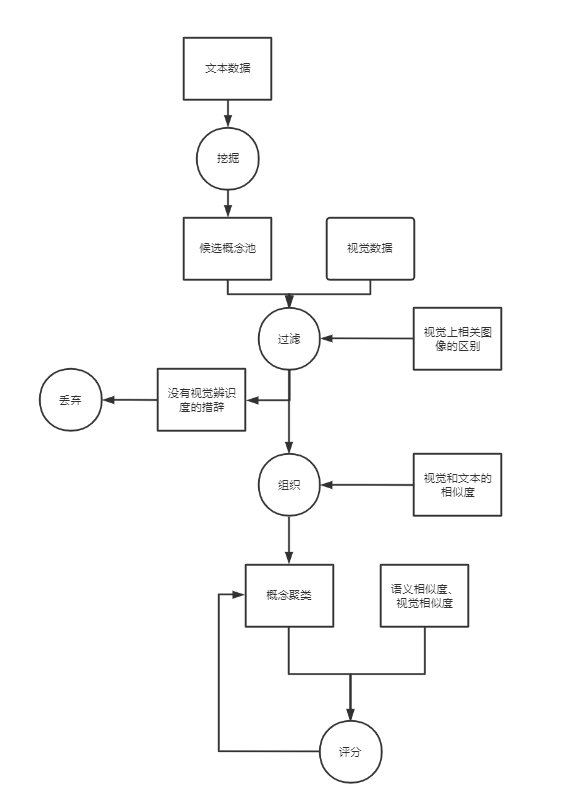 文本数据
挖掘
候选概念池
视觉数据
过滤
视觉上相关图
像的区别
丢弃
没有视觉辨识
度的措辞
组织
视觉和文本的
相似度
概念聚类
语义相似度、
视觉相似度
评分